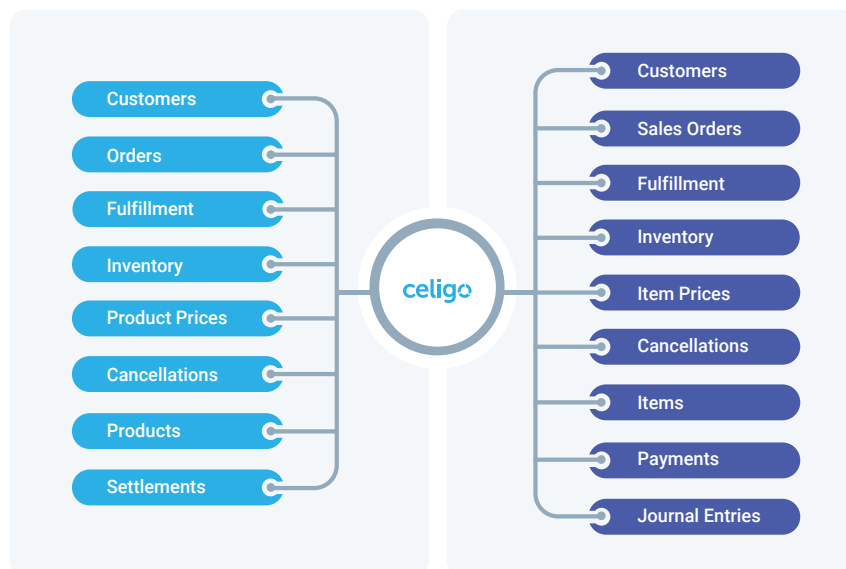 Customers
Orders
Fulfillment
Inventory
Product Prices
Cancellations
Products
Settlements
celigo
Customers
Sales Orders
Fulfillment
Inventory
Item Prices
Cancellations
Items
Payments
Journal Entries